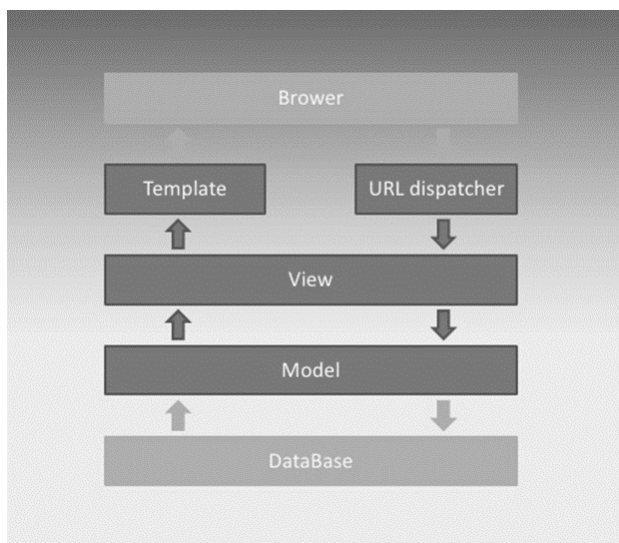 Brower
Template
URL dispatcher
View
Model
DataBase